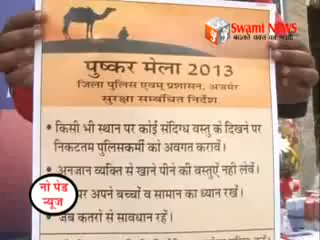 Swami NEWS
पुष्कर मेला 2013
जिला पुलिस एवम् प्रशासन, अजमेर
सुरक्षा सम्बंधित निर्देश
• किसी भी स्थान पर कोई संदिग्ध वस्तु के दिखने पर
निकटतम पुलिसकर्मी को अवगत करावें।
• अनजान व्यक्ति से खाने पीने की वस्तुएँ नही लेवें।
पर अपने बच्चों व सामान का ध्यान रखें।
• जेब कतरों से सावधान रहें।
नो पेड
न्यूज